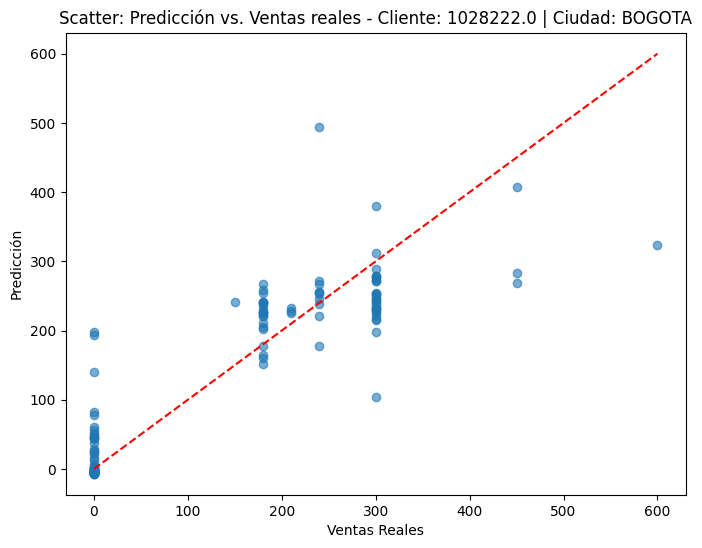 Scatter: Predicción vs. Ventas reales - Cliente: 1028222.0 | Ciudad: BOGOTA
600
500
400
300
200
100
0
Predicción
0 100 200 300 400 500 600
Ventas Reales